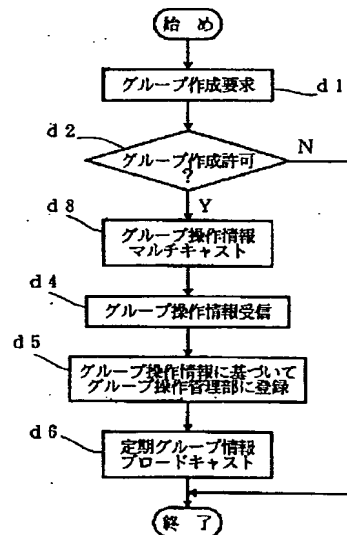 始 め
グループ作成要求
d 1
d 2
グループ作成許可
?
N
Y
d 8
グループ操作情報
マルチキャスト
d 4
グループ操作情報受信
d 5
グループ操作情報に基づいて
グループ操作管理部に登録
d 6
定期グループ情報
ブロードキャスト
終 了